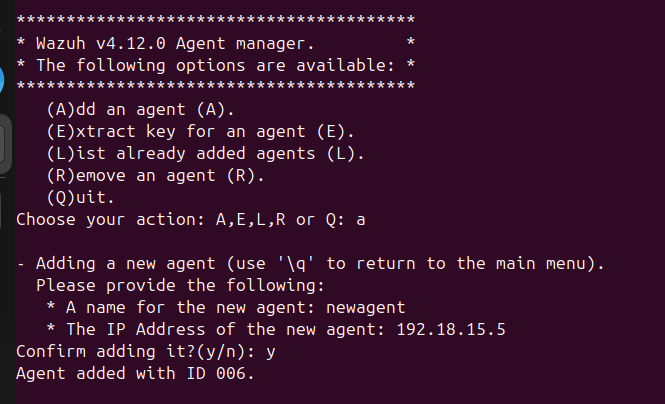 ****************************************
* Wazuh v4.12.0 Agent manager.         *
* The following options are available: *
****************************************
   (A)dd an agent (A).
   (E)xtract key for an agent (E).
   (L)ist already added agents (L).
   (R)emove an agent (R).
   (Q)uit.
Choose your action: A,E,L,R or Q: a
- Adding a new agent (use '\q' to return to the main menu).
  Please provide the following:
   * A name for the new agent: newagent
   * The IP Address of the new agent: 192.18.15.5
Confirm adding it?(y/n): y
Agent added with ID 006.